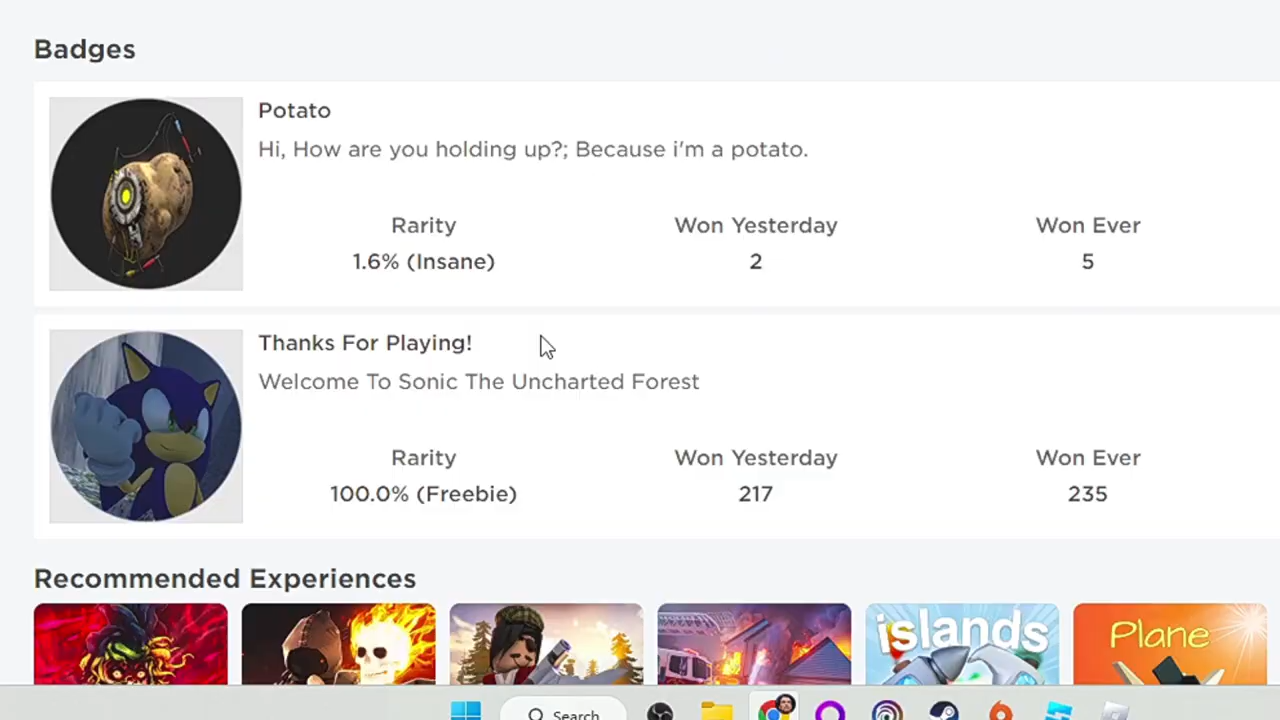 Badges
Potato
Hi, How are you holding up?; Because i'm a potato.
Rarity Won Yesterday Won Ever
1.6% (Insane) 2 5
Thanks For Playing!
Welcome To Sonic The Uncharted Forest
Rarity Won Yesterday Won Ever
100.0% (Freebie) 217 235
Recommended Experiences
islands
Plane
Search